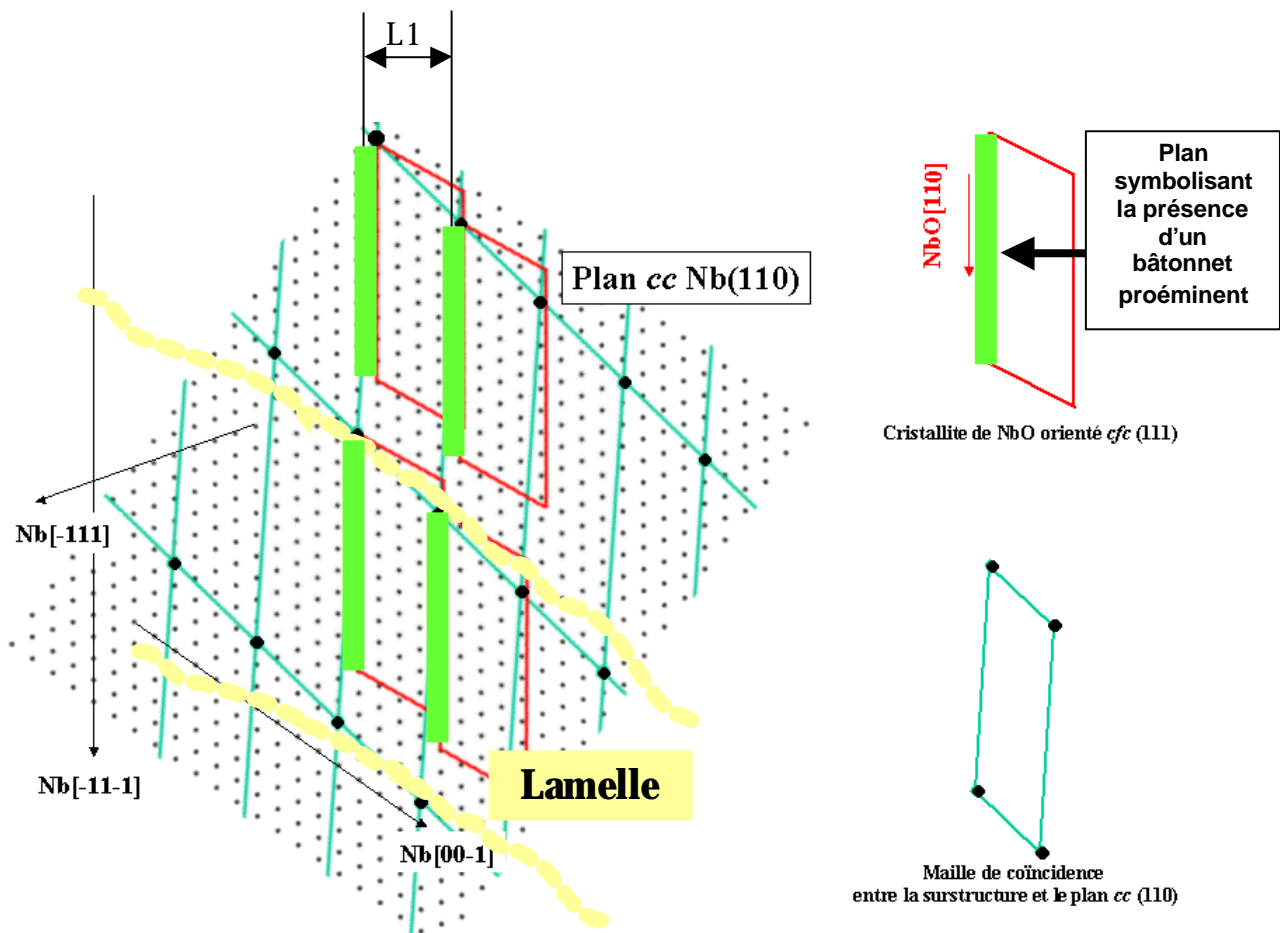 L1
Plan cc Nb(110)
Nb[-111]
Nb[-11-1]
Nb[00-1]
Lamelle
NbO[110]
Plan
symbolisant
la présence
d'un
bâtonnet
proéminent
Cristallite de NbO orienté cfc (111)
Maille de coïncidence
entre la surstructure et le plan cc (110)